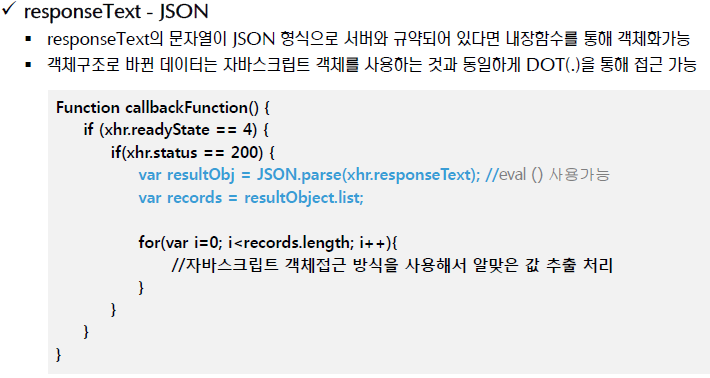 ✓ responseText - JSON
▪ responseText의 문자열이 JSON 형식으로 서버와 규약되어 있다면 내장함수를 통해 객체화가능
▪ 객체구조로 바뀐 데이터는 자바스크립트 객체를 사용하는 것과 동일하게 DOT(.)을 통해 접근 가능
Function callbackFunction() {
if (xhr.readyState == 4) {
if(xhr.status == 200) {
var resultObj = JSON.parse(xhr.responseText); //eval () 사용가능
var records = resultObject.list;
for(var i=0; i<records.length; i++){
//자바스크립트 객체접근 방식을 사용해서 알맞은 값 추출 처리
}
}
}
}